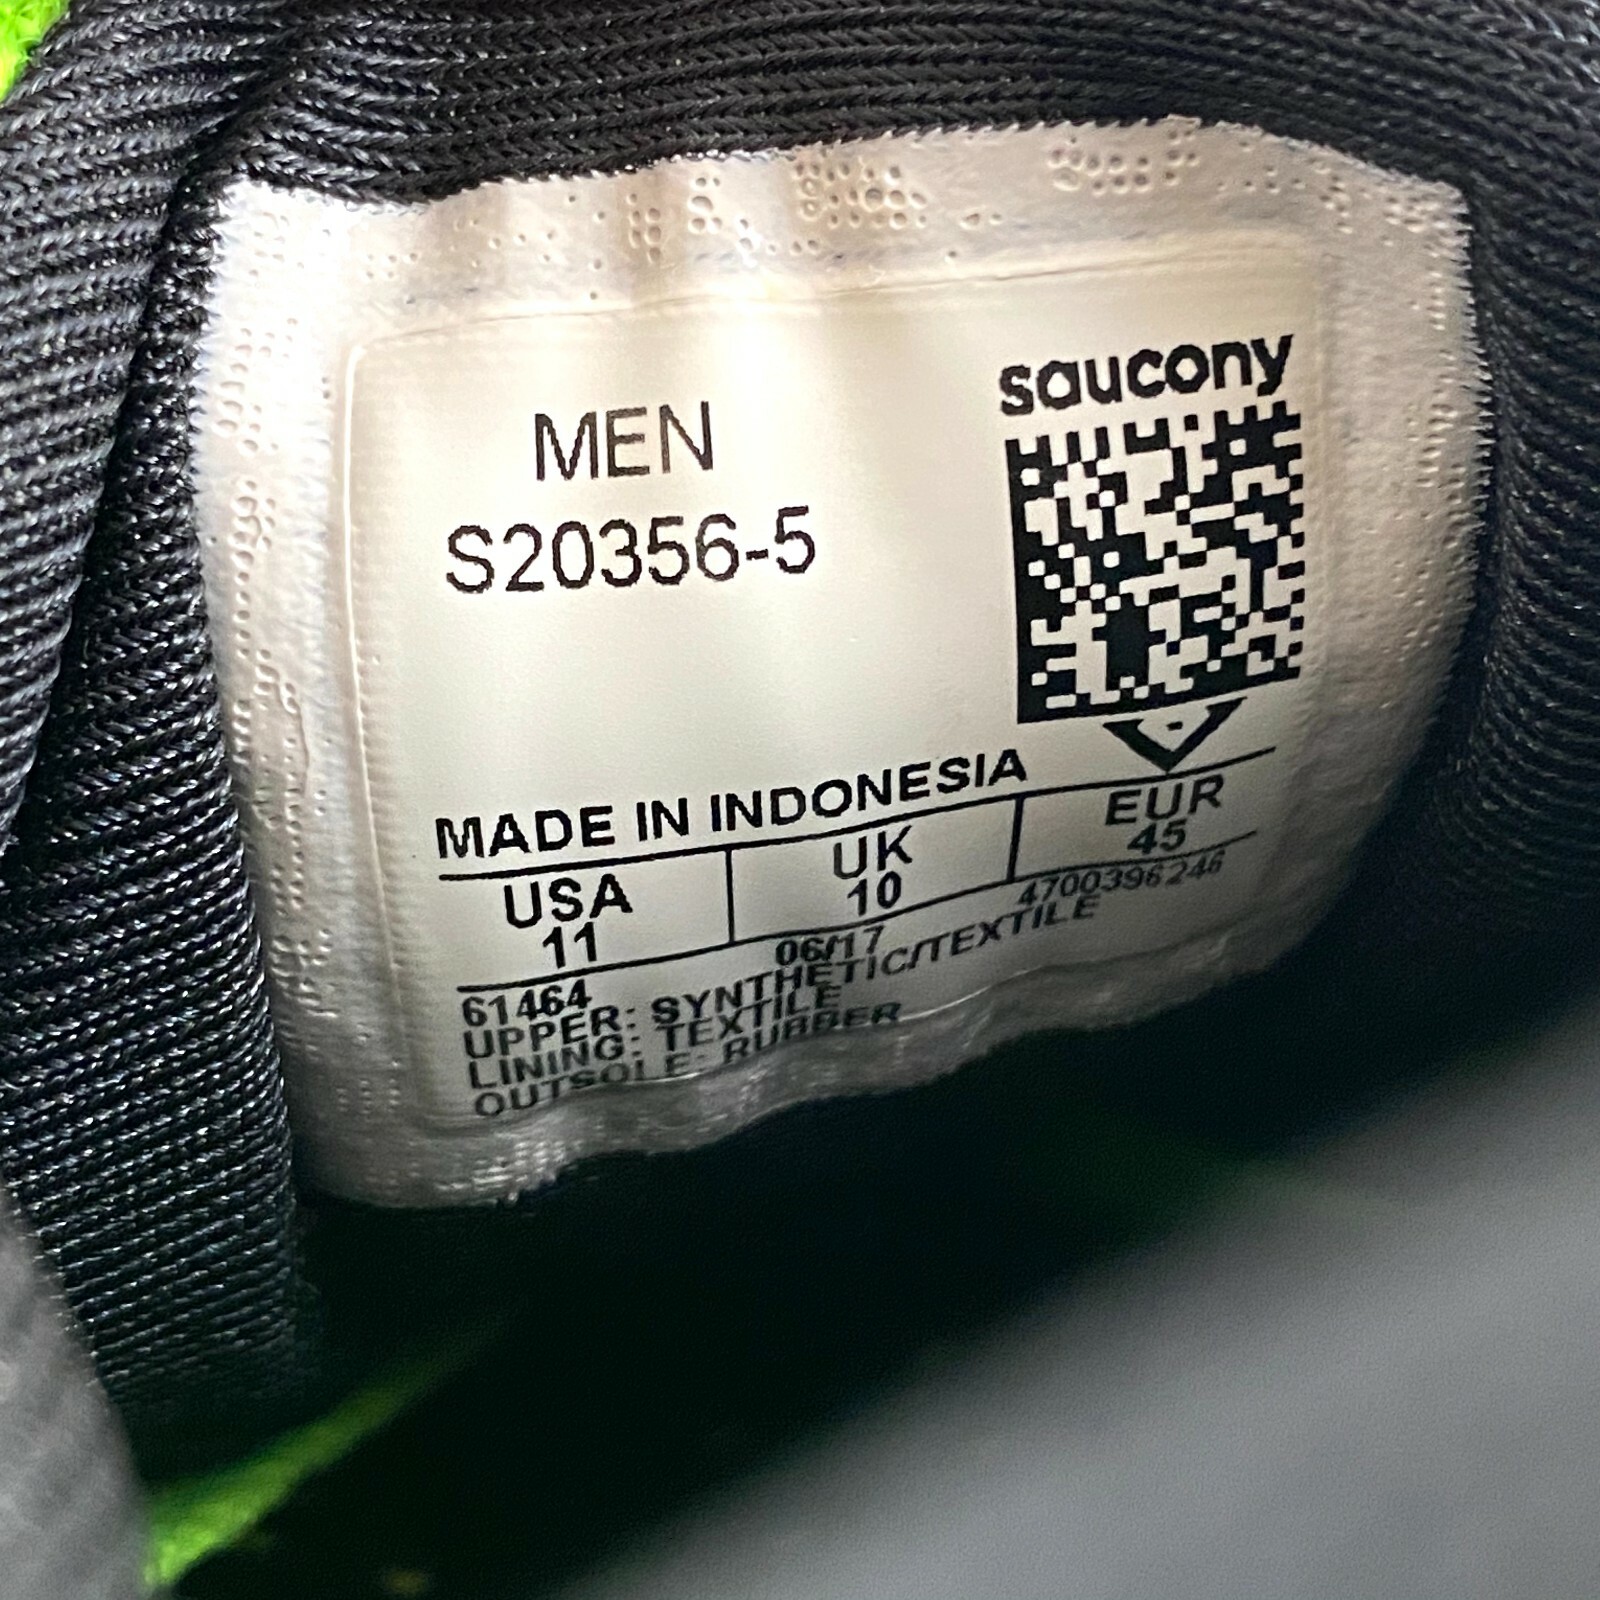 saucony
MEN
S20356-5
MADE IN INDONESIA
USA UK EUR
11 10 45
61464 06/17 4700396246
UPPER: SYNTHETIC/TEXTILE
LINING: TEXTILE
OUTSOLE: RUBBER